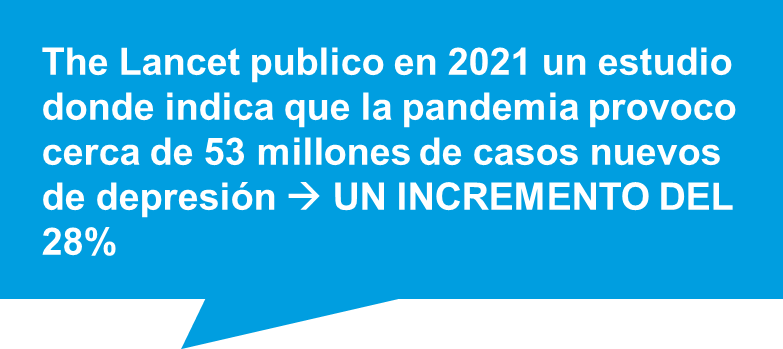 The Lancet publico en 2021 un estudio
donde indica que la pandemia provoco
cerca de 53 millones de casos nuevos
de depresión → UN INCREMENTO DEL
28%